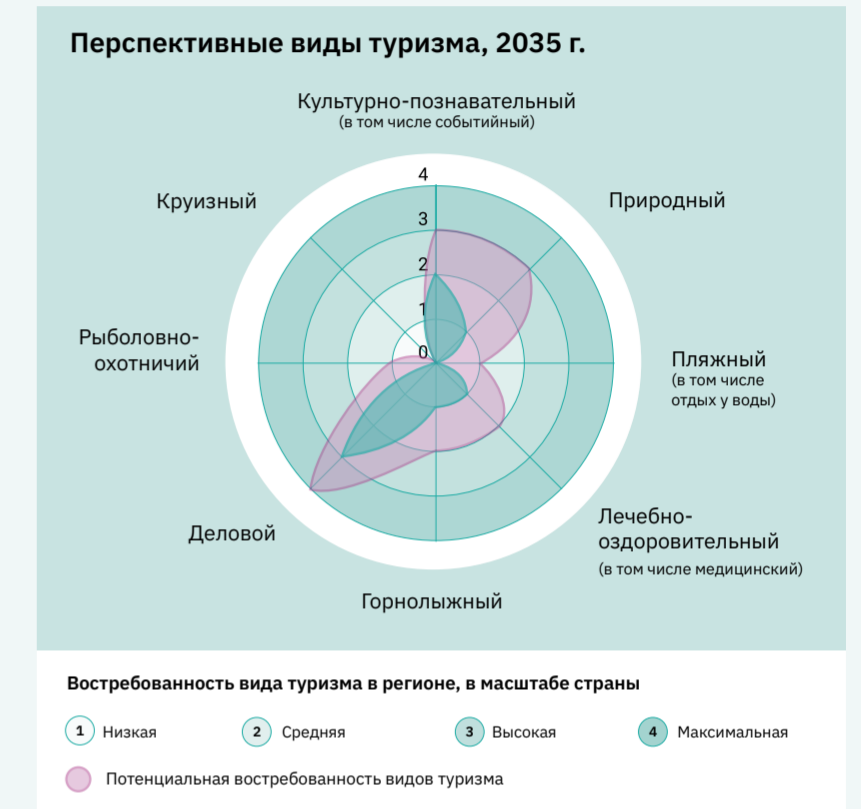 Перспективные виды туризма, 2035 г.
Культурно-познавательный
(в том числе событийный)
Круизный
Природный
4
3
2
1
0
Рыболовно-
охотничий
Пляжный
(в том числе
отдых у воды)
Деловой
Лечебно-
оздоровительный
(в том числе медицинский)
Горнолыжный
Востребованность вида туризма в регионе, в масштабе страны
1 Низкая
2 Средняя
3 Высокая
4 Максимальная
Потенциальная востребованность видов туризма